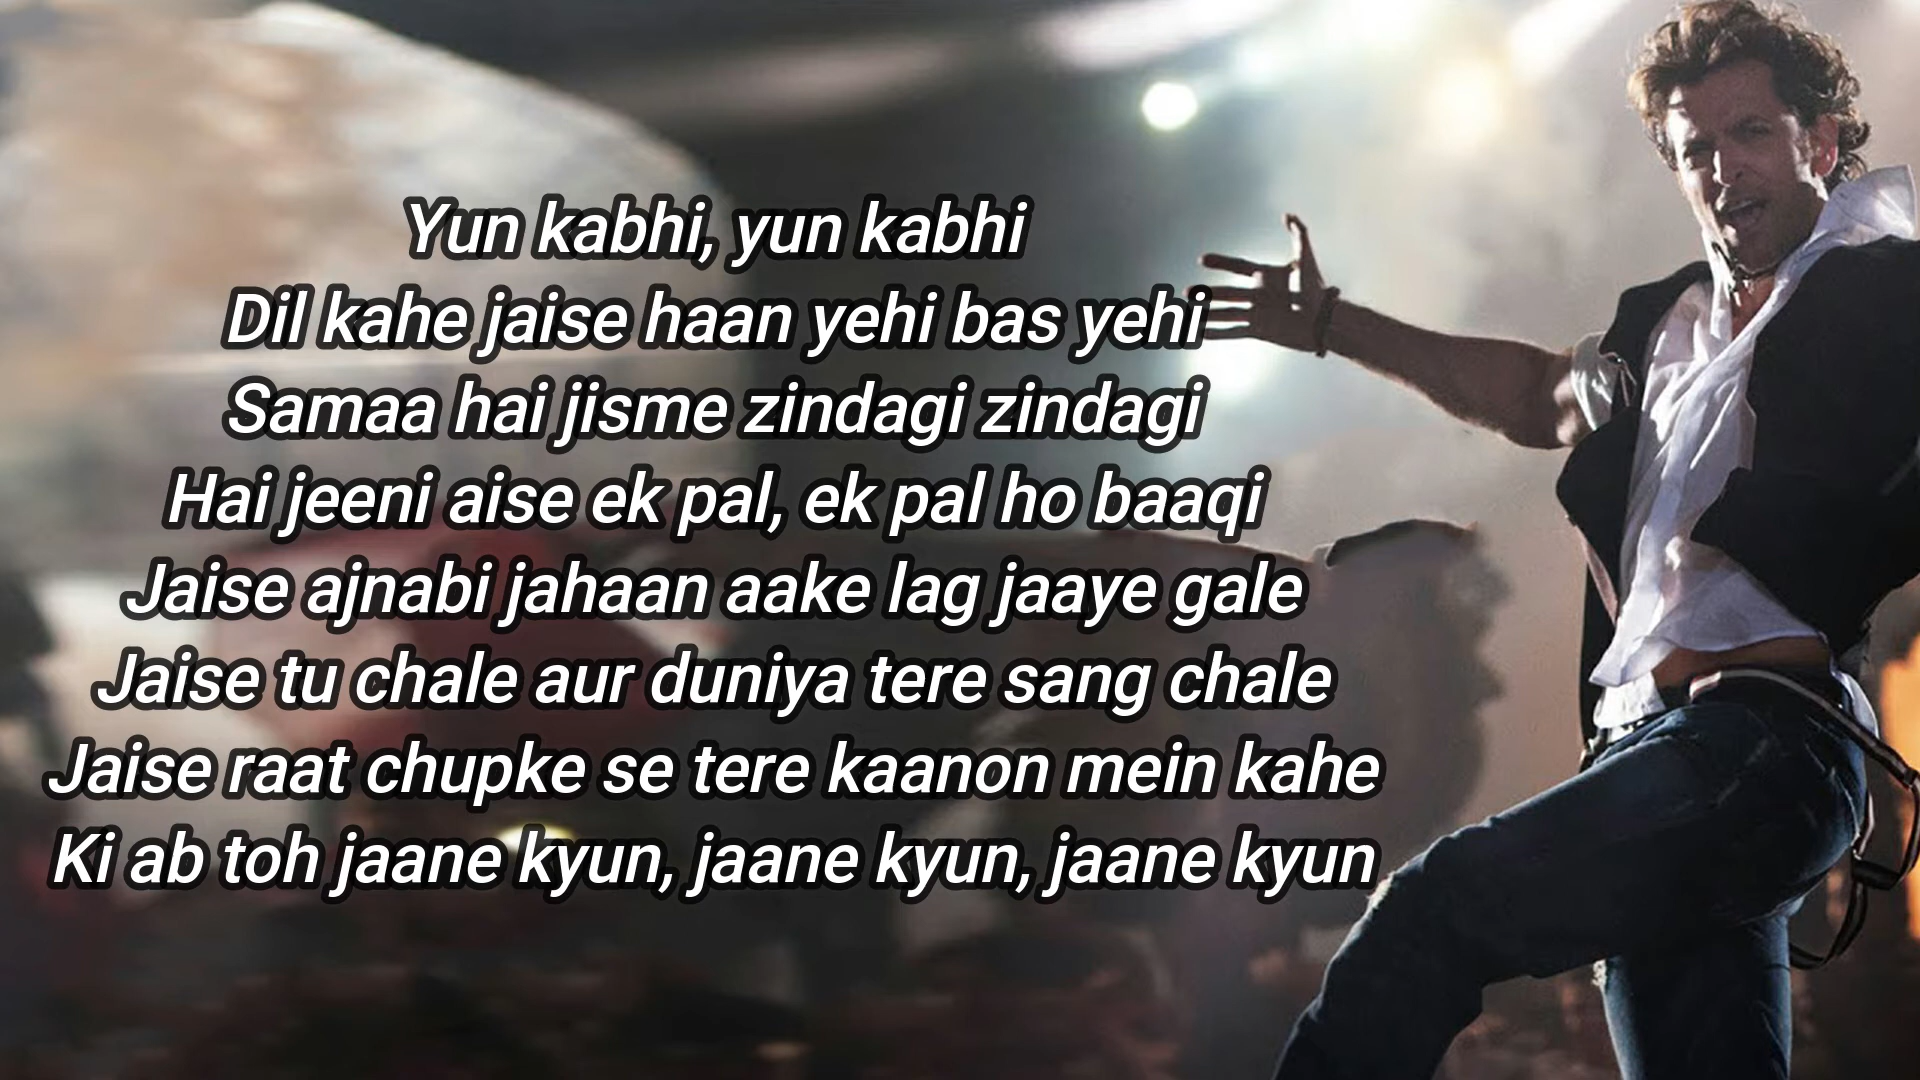 Yun kabhi, yun kabhi
Dil kahe jaise haan yehi bas yehi
Samaa hai jisme zindagi zindagi
Hai jeeni aise ek pal, ek pal ho baaqi
Jaise ajnabi jahaan aake lag jaaye gale
Jaise tu chale aur duniya tere sang chale
Jaise raat chupke se tere kaanon mein kahe
Ki ab toh jaane kyun, jaane kyun, jaane kyun